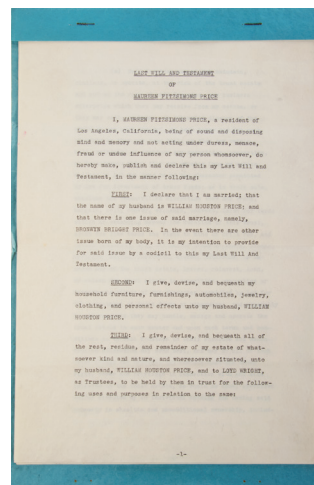 LAST WILL AND TESTAMENT
OF
MAUREEN FITZSIMONS PRICE
I, MAUREEN FITZSIMONS PRICE, a resident of
Los Angeles, California, being of sound and disposing
mind and memory and not acting under duress, menace,
fraud or undue influence of any person whomsoever, do
hereby make, publish and declare this my Last Will and
Testament, in the manner following:
FIRST: I declare that I am married; that
the name of my husband is WILLIAM HOUSTON PRICE; and
that there is one issue of said marriage, namely,
BRONWYN BRIDGET PRICE. In the event there are other
issue born of my body, it is my intention to provide
for said issue by a codicil to this my Last Will And
Testament.
SECOND: I give, devise, and bequeath my
household furniture, furnishings, automobiles, jewelry,
clothing, and personal effects unto my husband, WILLIAM
HOUSTON PRICE.
THIRD: I give, devise, and bequeath all of
the rest, residue, and remainder of my estate of what-
soever kind and nature, and wheresoever situated, unto
my husband, WILLIAM HOUSTON PRICE, and to LOYD WRIGHT,
as Trustees, to be held by them in trust for the follow-
ing uses and purposes in relation to the same:
-1-